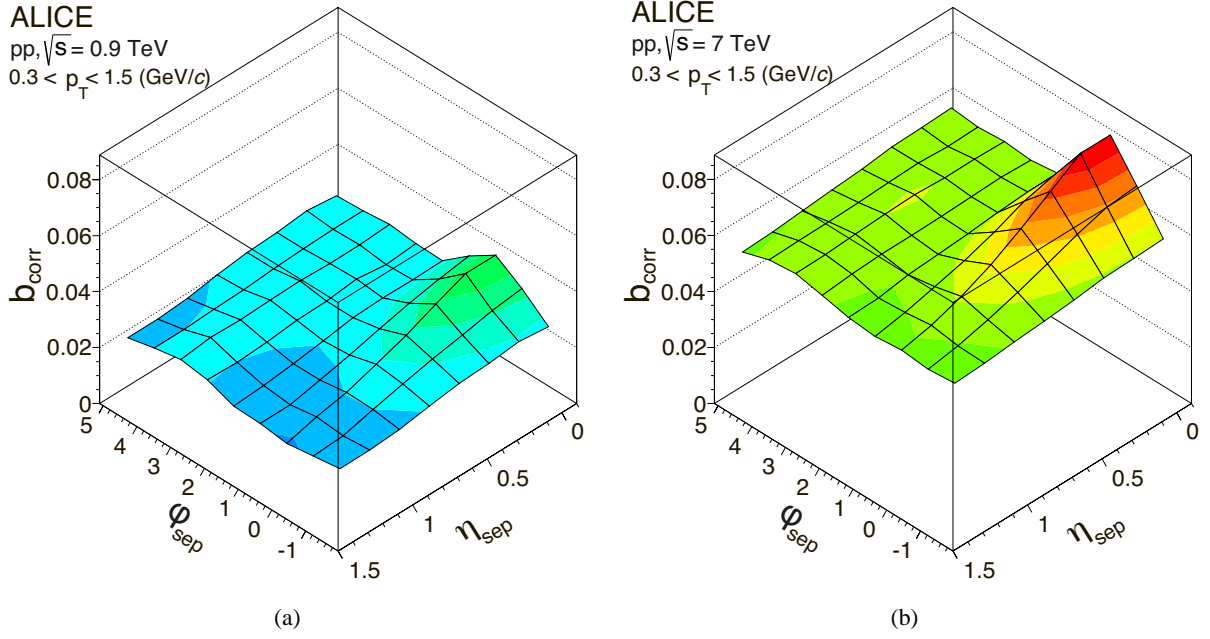 ALICE
pp, √s = 0.9 TeV
0.3 < p_T < 1.5 (GeV/c)
b_corr
0.08
0.06
0.04
0.02
0
5
4
3
2
1
0
-1
φ_sep
0
0.5
1
1.5
η_sep
(a)
ALICE
pp, √s = 7 TeV
0.3 < p_T < 1.5 (GeV/c)
b_corr
0.08
0.06
0.04
0.02
0
5
4
3
2
1
0
-1
φ_sep
0
0.5
1
1.5
η_sep
(b)